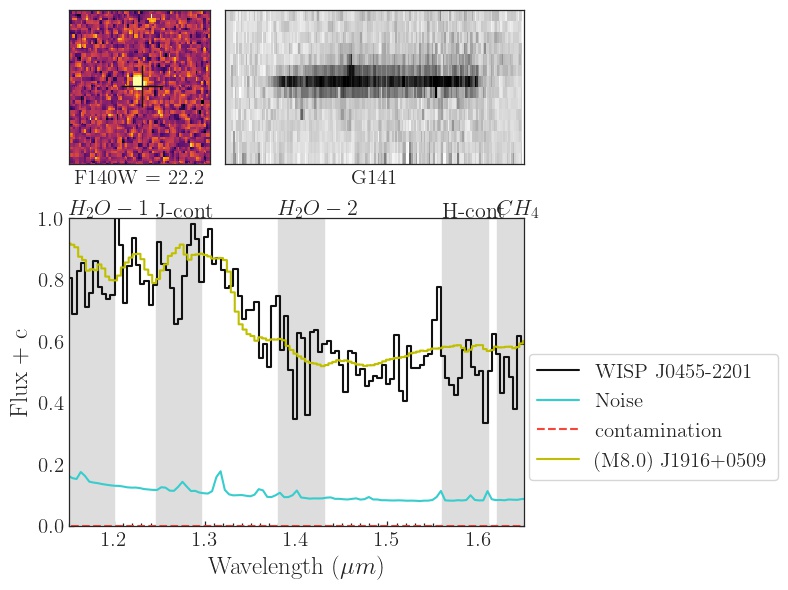 F140W = 22.2 G141
H₂O − 1 J-cont H₂O − 2 H-cont CH₄
1.0
0.8
0.6
0.4
0.2
0.0
Flux + c
1.2 1.3 1.4 1.5 1.6
Wavelength (μm)
WISP J0455-2201
Noise
contamination
(M8.0) J1916+0509